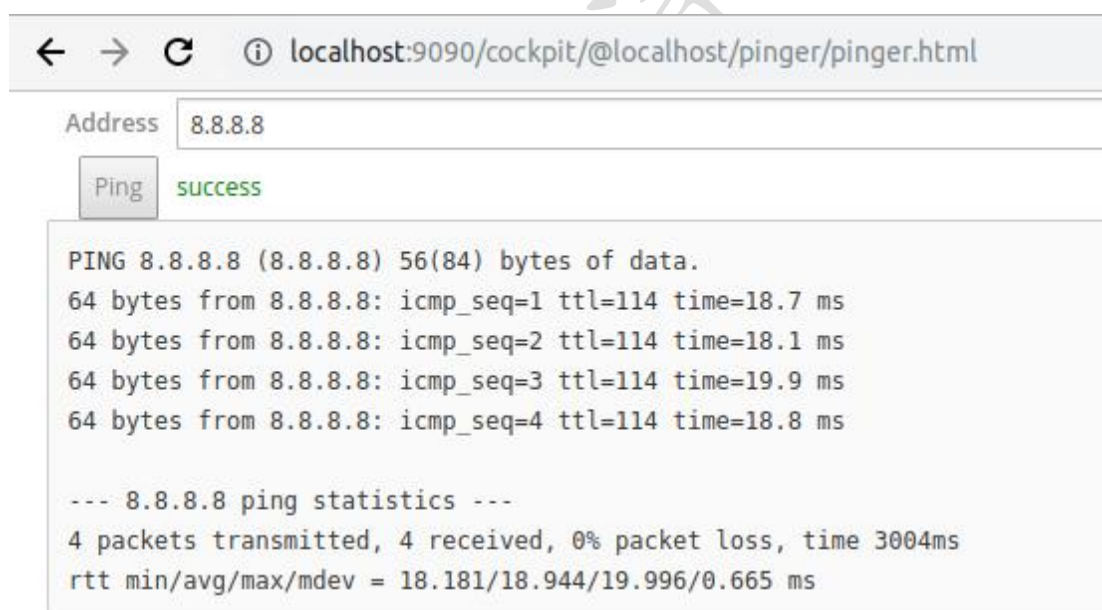 localhost:9090/cockpit/@localhost/pinger/pinger.html
Address 8.8.8.8
Ping success
PING 8.8.8.8 (8.8.8.8) 56(84) bytes of data.
64 bytes from 8.8.8.8: icmp_seq=1 ttl=114 time=18.7 ms
64 bytes from 8.8.8.8: icmp_seq=2 ttl=114 time=18.1 ms
64 bytes from 8.8.8.8: icmp_seq=3 ttl=114 time=19.9 ms
64 bytes from 8.8.8.8: icmp_seq=4 ttl=114 time=18.8 ms
--- 8.8.8.8 ping statistics ---
4 packets transmitted, 4 received, 0% packet loss, time 3004ms
rtt min/avg/max/mdev = 18.181/18.944/19.996/0.665 ms